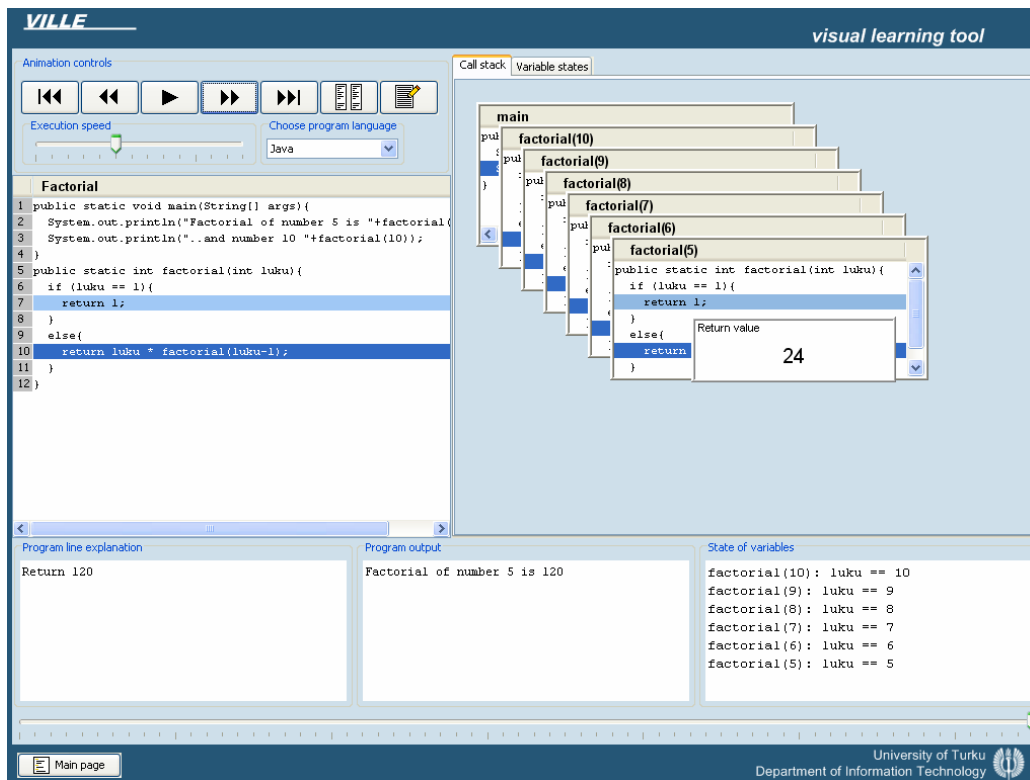 VILLE
visual learning tool
Animation controls
Execution speed
Choose program language
Java
Factorial
1 public static void main(String[] args){
2 System.out.println("Factorial of number 5 is "+factorial(
3 System.out.println("..and number 10 "+factorial(10));
4 }
5 public static int factorial(int luku){
6 if (luku == 1){
7 return 1;
8 }
9 else{
10 return luku * factorial(luku-1);
11 }
12 }
Call stack
Variable states
main
factorial(10)
factorial(9)
factorial(8)
factorial(7)
factorial(6)
factorial(5)
public static int factorial(int luku){
if (luku == 1){
return 1;
}
else{
return
}
Return value
24
Program line explanation
Return 120
Program output
Factorial of number 5 is 120
State of variables
factorial(10): luku == 10
factorial(9): luku == 9
factorial(8): luku == 8
factorial(7): luku == 7
factorial(6): luku == 6
factorial(5): luku == 5
Main page
University of Turku
Department of Information Technology